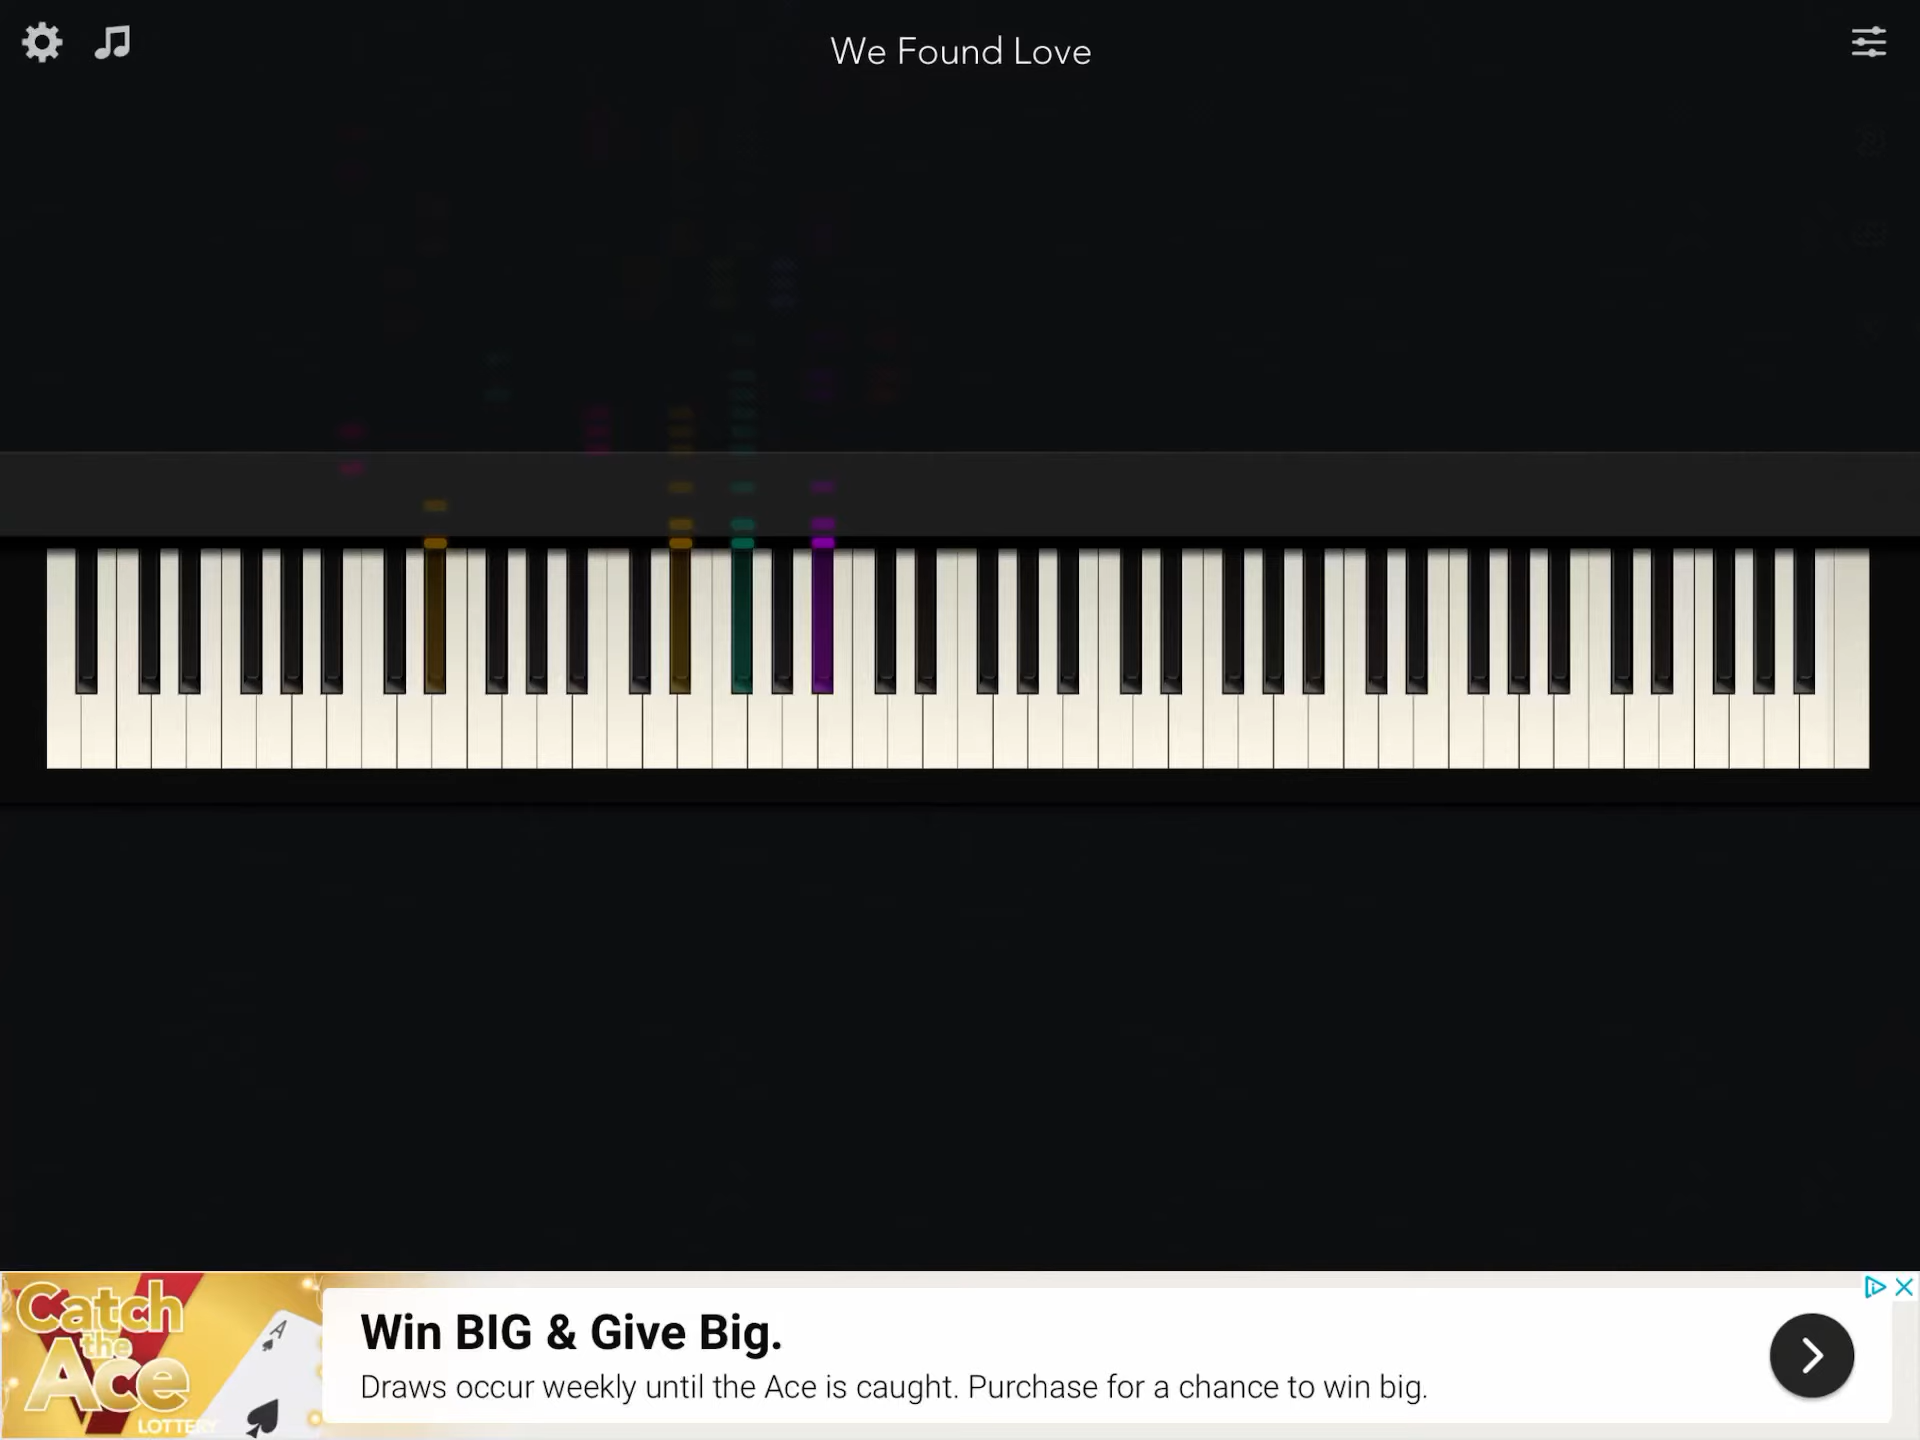 We Found Love
Catch
the
Ace
LOTTERY
A
Win BIG & Give Big.
Draws occur weekly until the Ace is caught. Purchase for a chance to win big.